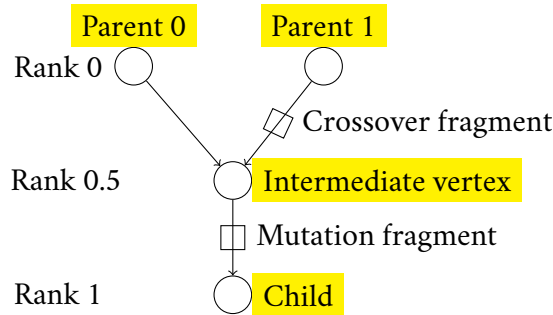 Parent 0 Parent 1
Rank 0
Crossover fragment
Rank 0.5 Intermediate vertex
Mutation fragment
Rank 1 Child